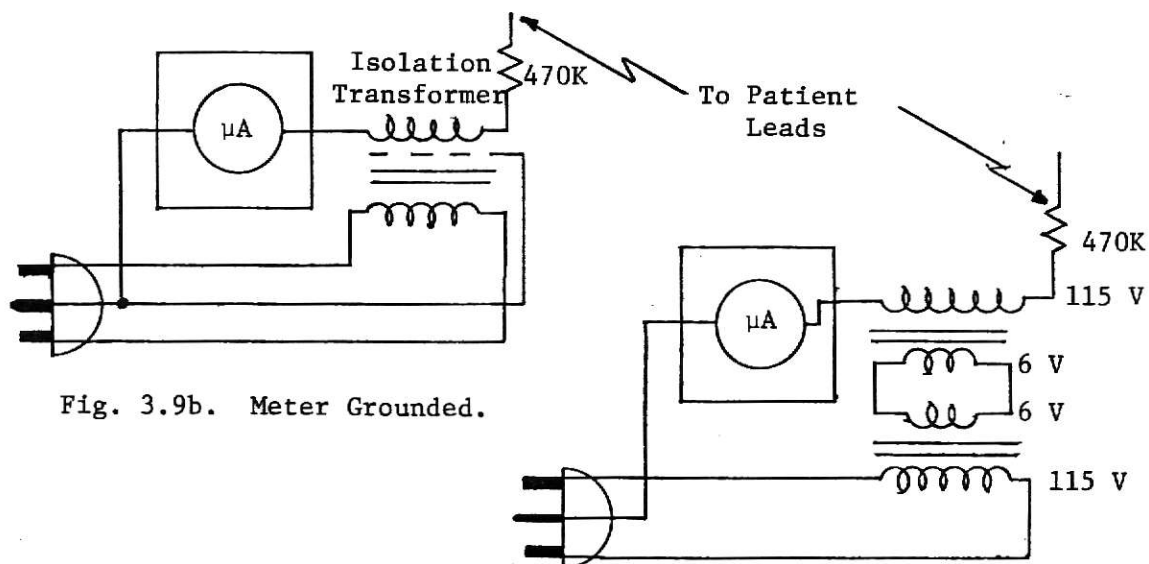 Isolation
Transformer
470K
µA
To Patient
Leads
470K
115 V
µA
6 V
6 V
Fig. 3.9b. Meter Grounded.
115 V